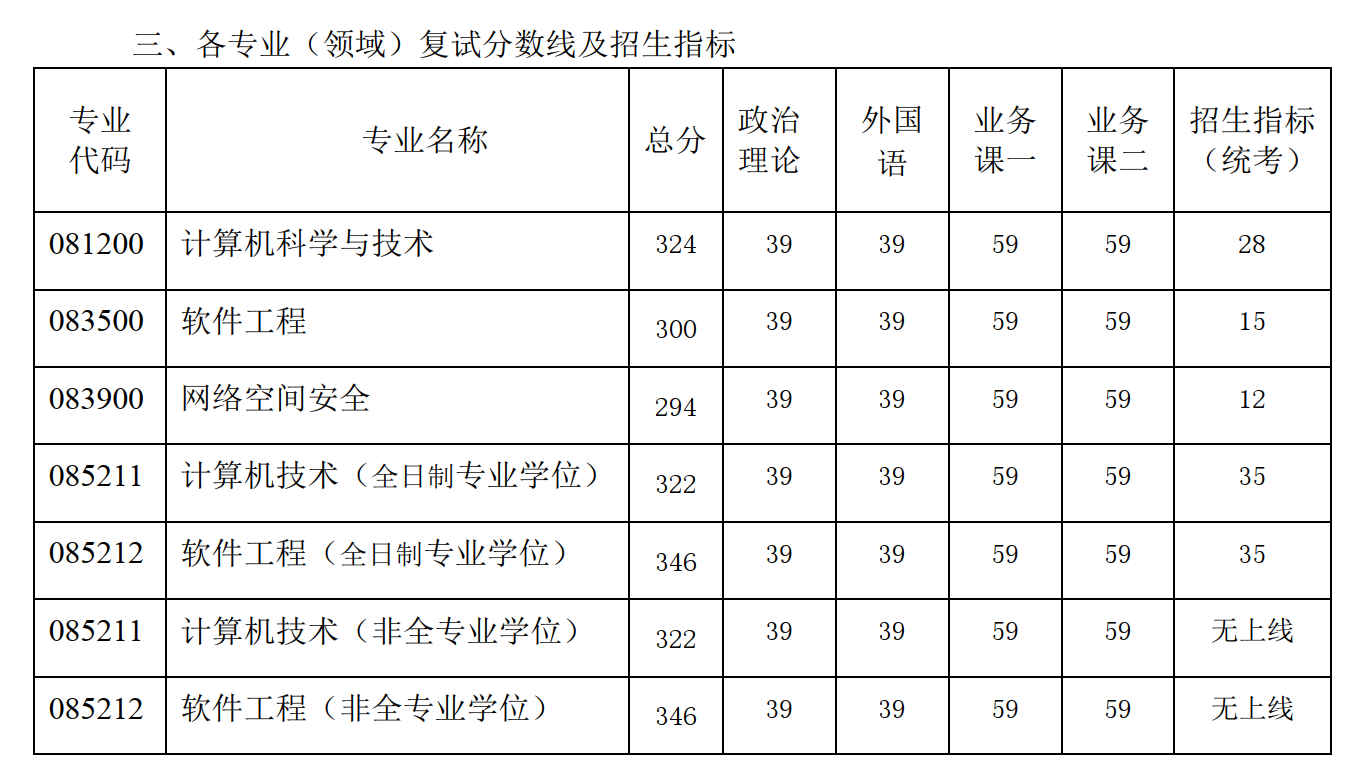 三、各专业（领域）复试分数线及招生指标
专业代码 专业名称 总分 政治理论 外国语 业务课一 业务课二 招生指标（统考）
081200 计算机科学与技术 324 39 39 59 59 28
083500 软件工程 300 39 39 59 59 15
083900 网络空间安全 294 39 39 59 59 12
085211 计算机技术（全日制专业学位） 322 39 39 59 59 35
085212 软件工程（全日制专业学位） 346 39 39 59 59 35
085211 计算机技术（非全专业学位） 322 39 39 59 59 无上线
085212 软件工程（非全专业学位） 346 39 39 59 59 无上线